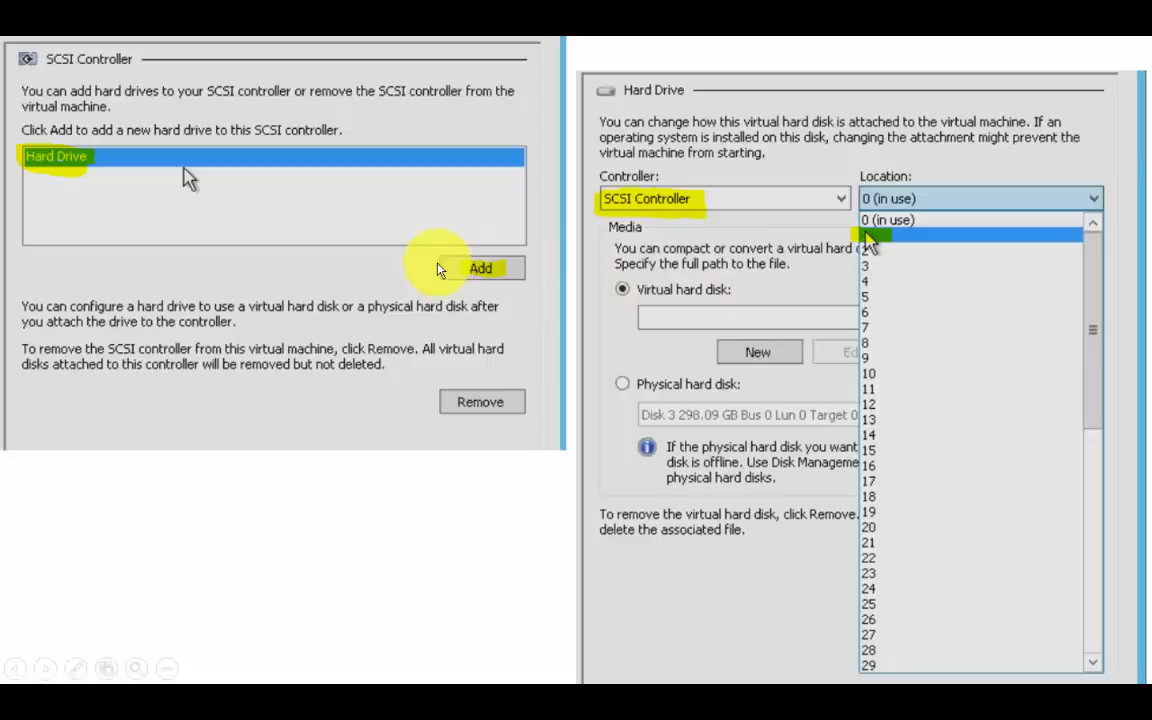 SCSI Controller
You can add hard drives to your SCSI controller or remove the SCSI controller from the
virtual machine.
Click Add to add a new hard drive to this SCSI controller.
Hard Drive
Add
You can configure a hard drive to use a virtual hard disk or a physical hard disk after
you attach the drive to the controller.
To remove the SCSI controller from this virtual machine, click Remove. All virtual hard
disks attached to this controller will be removed but not deleted.
Remove
Hard Drive
You can change how this virtual hard disk is attached to the virtual machine. If an
operating system is installed on this disk, changing the attachment might prevent the
virtual machine from starting.
Controller:
Location:
SCSI Controller
0 (in use)
Media
You can compact or convert a virtual hard
Specify the full path to the file.
Virtual hard disk:
New
Physical hard disk:
Disk 3 298.09 GB Bus 0 Lun 0 Target 0
If the physical hard disk you want
disk is offline. Use Disk Manageme
physical hard disks.
To remove the virtual hard disk, click Remove.
delete the associated file.
0 (in use)
2
3
4
5
6
7
8
9
10
11
12
13
14
15
16
17
18
19
20
21
22
23
24
25
26
27
28
29